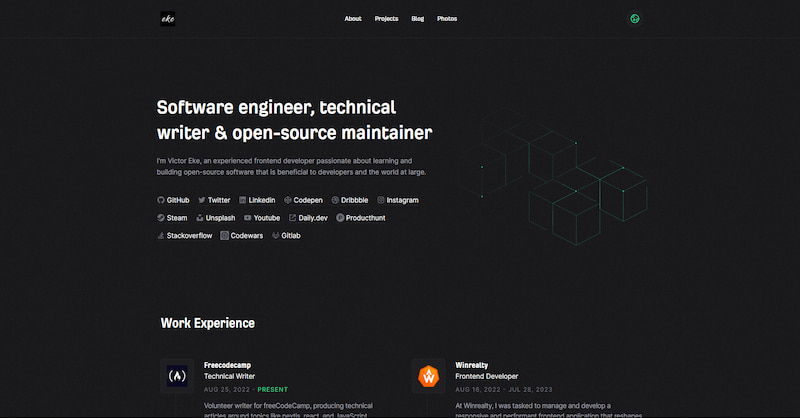 eke
About Projects Blog Photos
Software engineer, technical
writer & open-source maintainer
I'm Victor Eke, an experienced frontend developer passionate about learning and
building open-source software that is beneficial to developers and the world at large.
GitHub Twitter Linkedin Codepen Dribbble Instagram
Steam Unsplash Youtube Daily.dev Producthunt
Stackoverflow Codewars Gitlab
Work Experience
Freecodecamp
Technical Writer
AUG 25, 2022 - PRESENT
Volunteer writer for freeCodeCamp, producing technical
articles around topics like nextjs, react, and JavaScript
Winrealty
Frontend Developer
AUG 16, 2022 - JUL 28, 2023
At Winrealty, I was tasked to manage and develop a
responsive and performant frontend application that reshapes